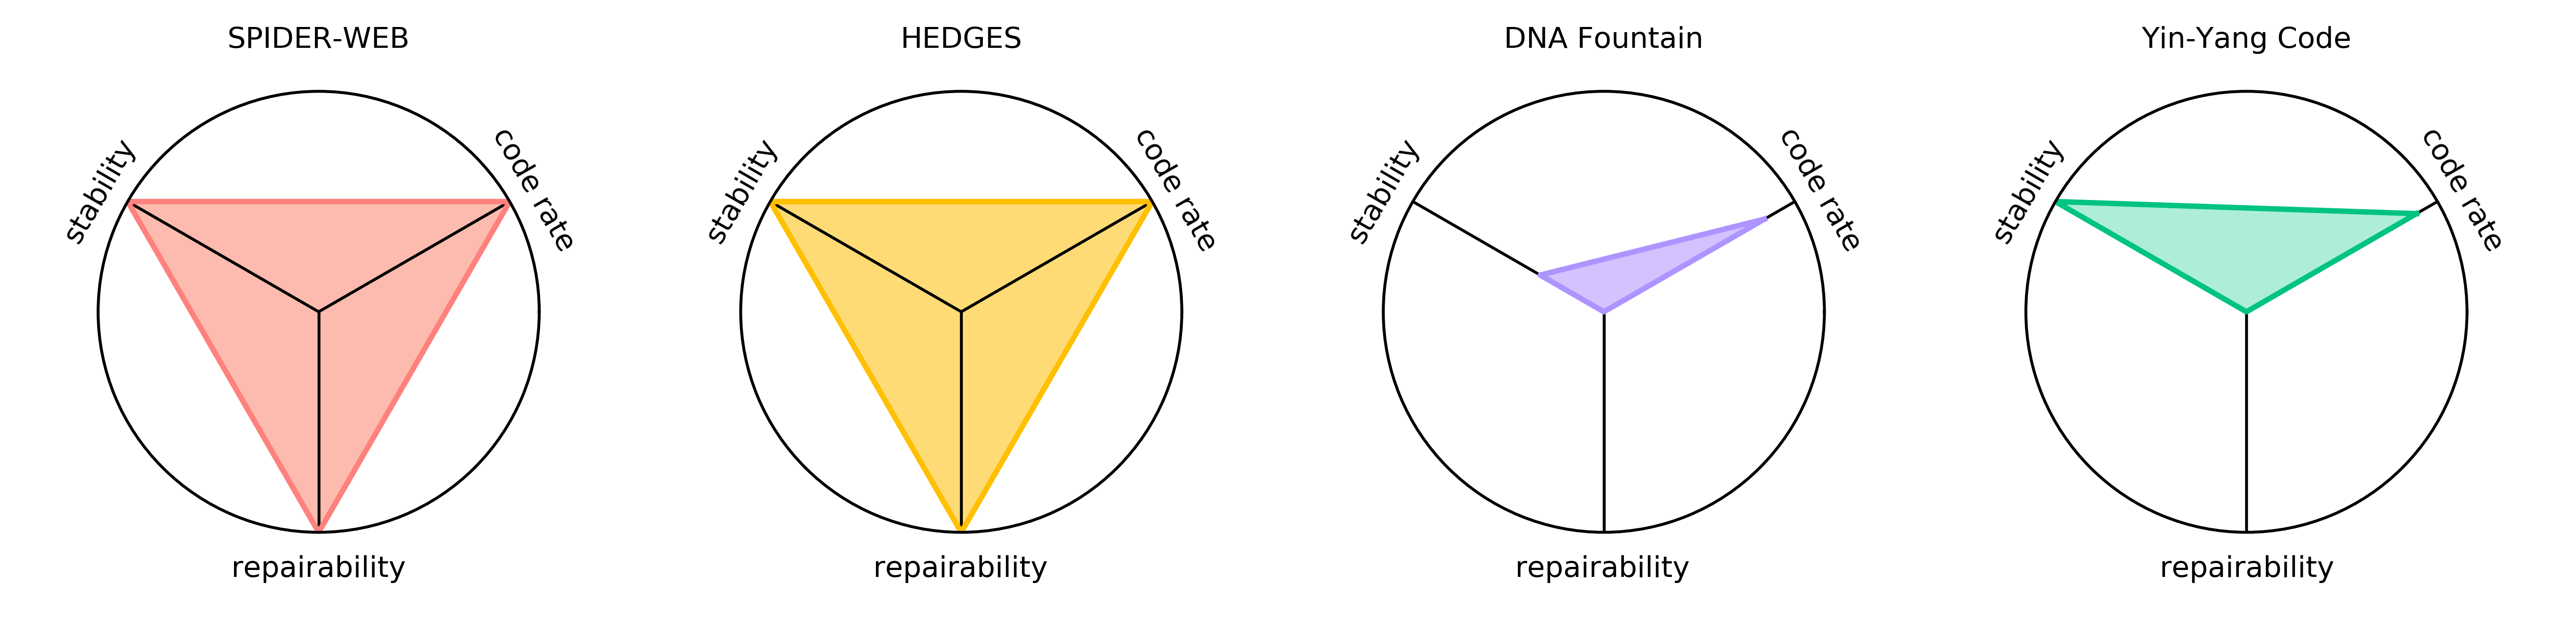 SPIDER-WEB
stability
code rate
repairability
HEDGES
stability
code rate
repairability
DNA Fountain
stability
code rate
repairability
Yin-Yang Code
stability
code rate
repairability